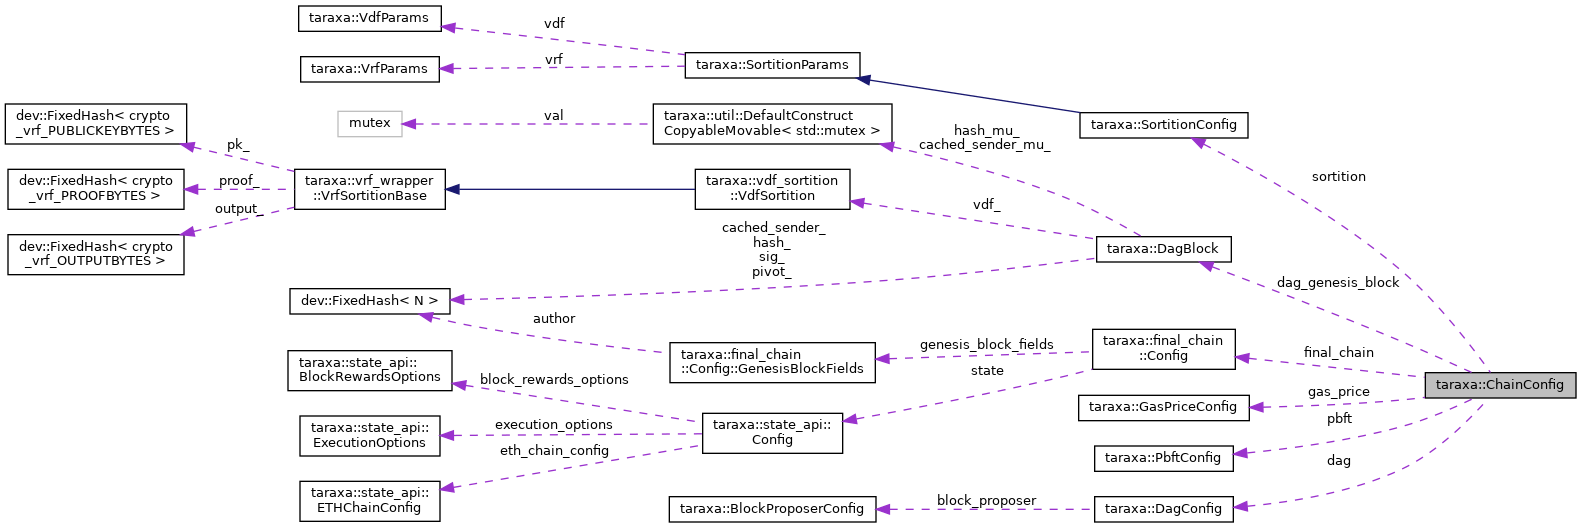 taraxa::VdfParams
vdf
taraxa::VrfParams
vrf
taraxa::SortitionParams
dev::FixedHash< crypto
_vrf_PUBLICKEYBYTES >
mutex
val
taraxa::util::DefaultConstruct
CopyableMovable< std::mutex >
hash_mu_
cached_sender_mu_
taraxa::SortitionConfig
pk_
dev::FixedHash< crypto
_vrf_PROOFBYTES >
proof_
taraxa::vrf_wrapper
::VrfSortitionBase
taraxa::vdf_sortition
::VdfSortition
sortition
output_
vdf_
dev::FixedHash< crypto
_vrf_OUTPUTBYTES >
cached_sender_
hash_
sig_
pivot_
taraxa::DagBlock
dag_genesis_block
dev::FixedHash< N >
author
taraxa::state_api::
BlockRewardsOptions
taraxa::final_chain
::Config::GenesisBlockFields
genesis_block_fields
taraxa::final_chain
::Config
final_chain
state
block_rewards_options
taraxa::ChainConfig
gas_price
taraxa::GasPriceConfig
pbft
taraxa::state_api::
ExecutionOptions
execution_options
taraxa::state_api::
Config
eth_chain_config
taraxa::PbftConfig
dag
taraxa::state_api::
ETHChainConfig
taraxa::BlockProposerConfig
block_proposer
taraxa::DagConfig